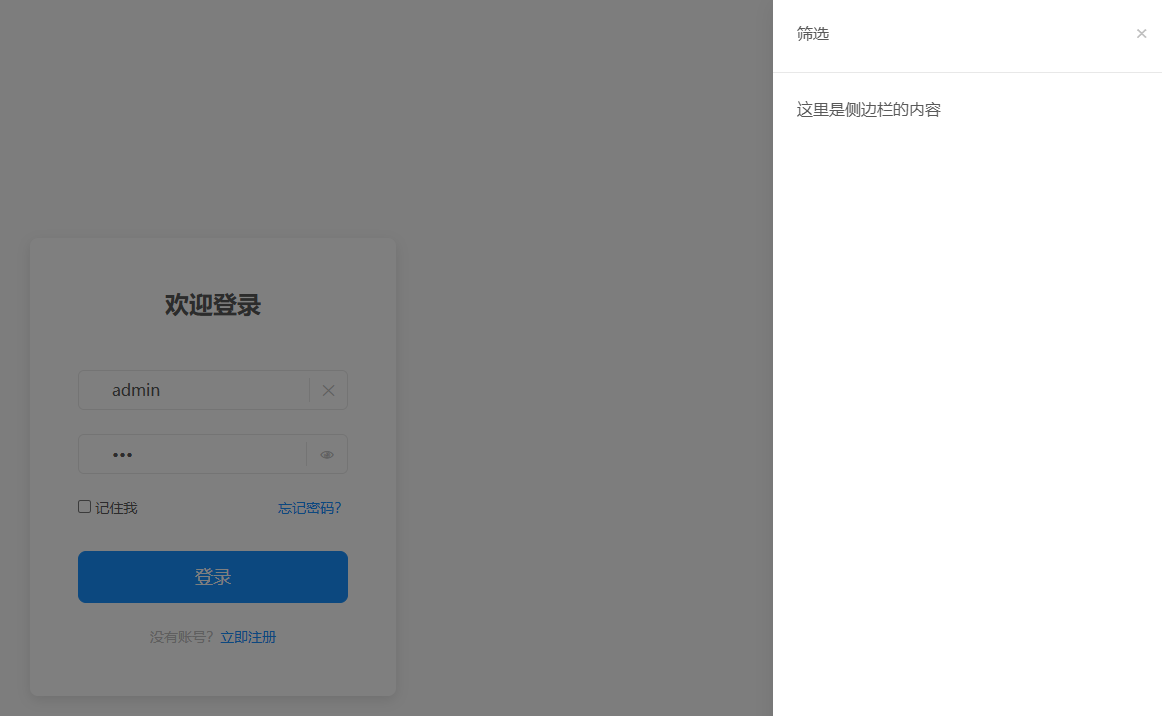 筛选
这里是侧边栏的内容
欢迎登录
admin
•••
记住我 忘记密码?
登录
没有账号? 立即注册